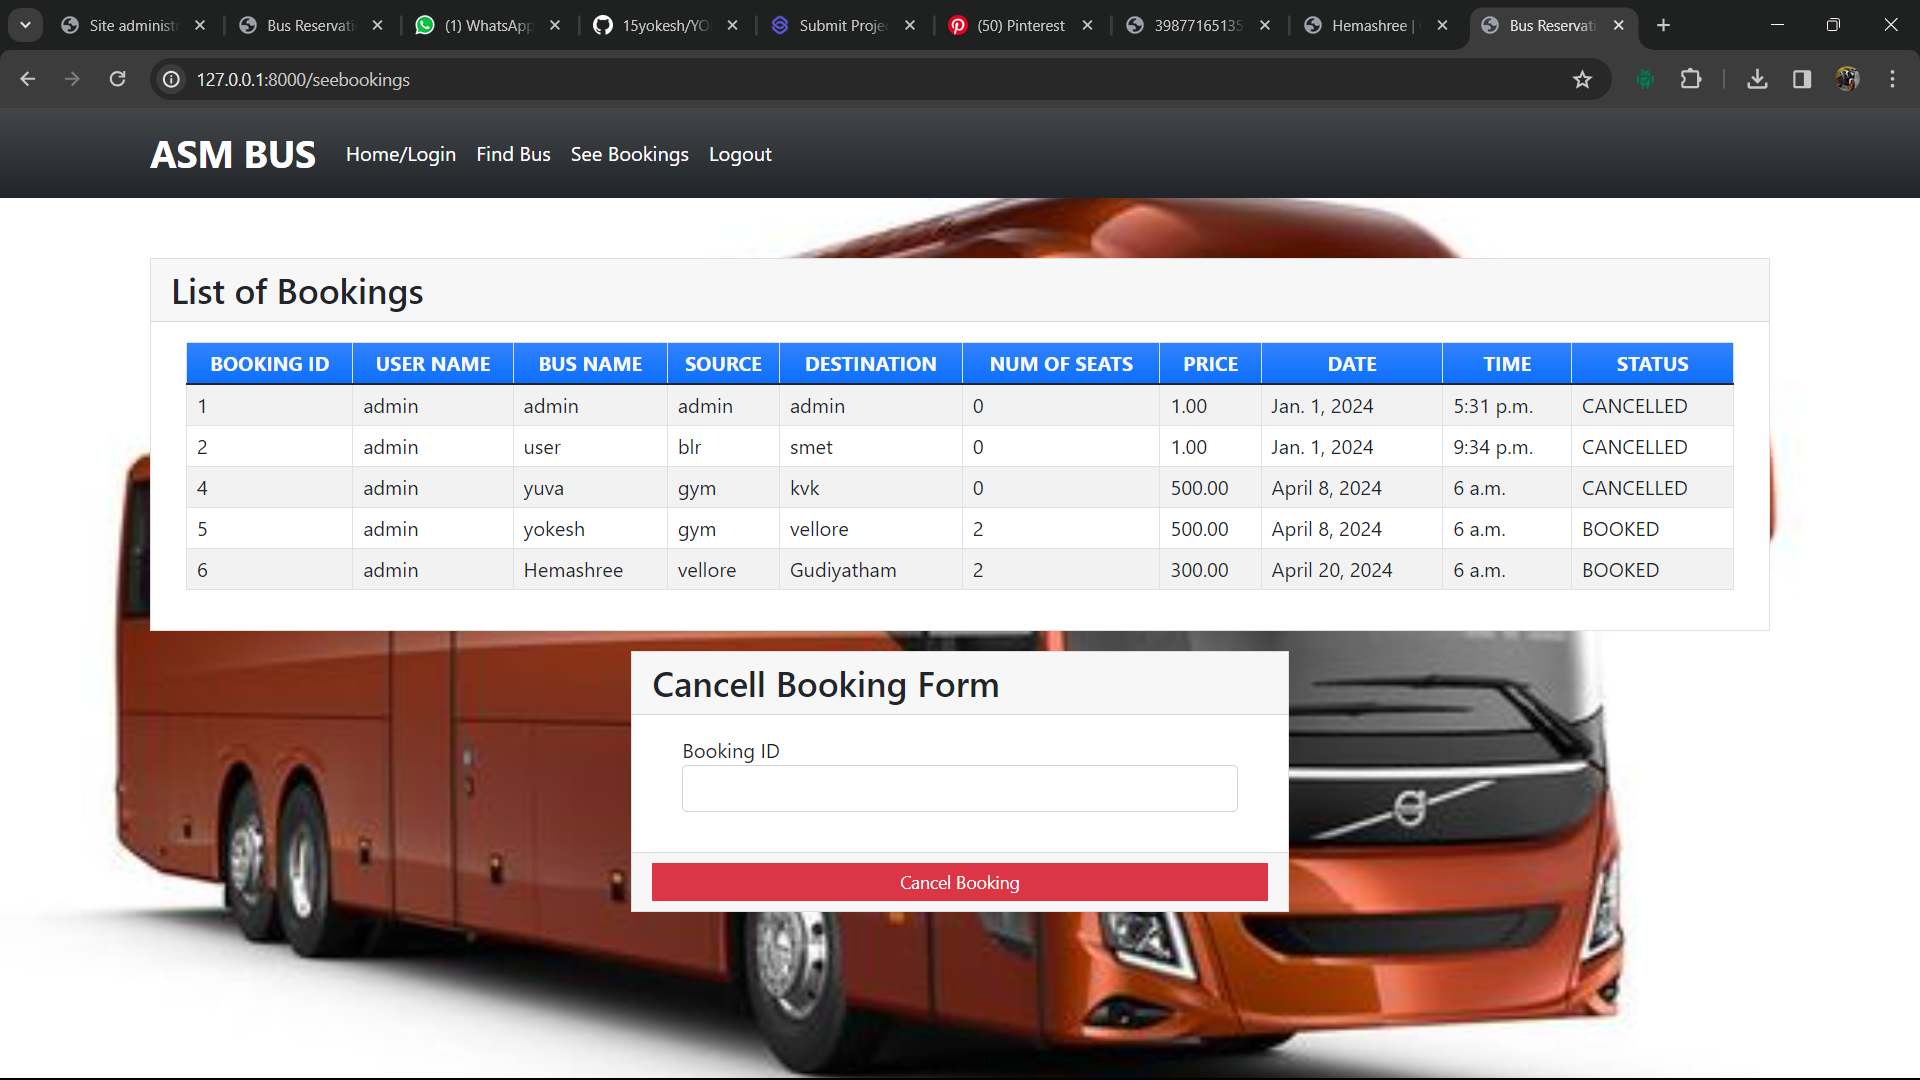 Site administ
Bus Reservati
(1) WhatsApp
15yokesh/YO
Submit Proje
(50) Pinterest
39877165135
Hemashree |
Bus Reservati
127.0.0.1:8000/seebookings
ASM BUS Home/Login Find Bus See Bookings Logout
List of Bookings
BOOKING ID USER NAME BUS NAME SOURCE DESTINATION NUM OF SEATS PRICE DATE TIME STATUS
1 admin admin admin admin 0 1.00 Jan. 1, 2024 5:31 p.m. CANCELLED
2 admin user blr smet 0 1.00 Jan. 1, 2024 9:34 p.m. CANCELLED
4 admin yuva gym kvk 0 500.00 April 8, 2024 6 a.m. CANCELLED
5 admin yokesh gym vellore 2 500.00 April 8, 2024 6 a.m. BOOKED
6 admin Hemashree vellore Gudiyatham 2 300.00 April 20, 2024 6 a.m. BOOKED
Cancell Booking Form
Booking ID
Cancel Booking